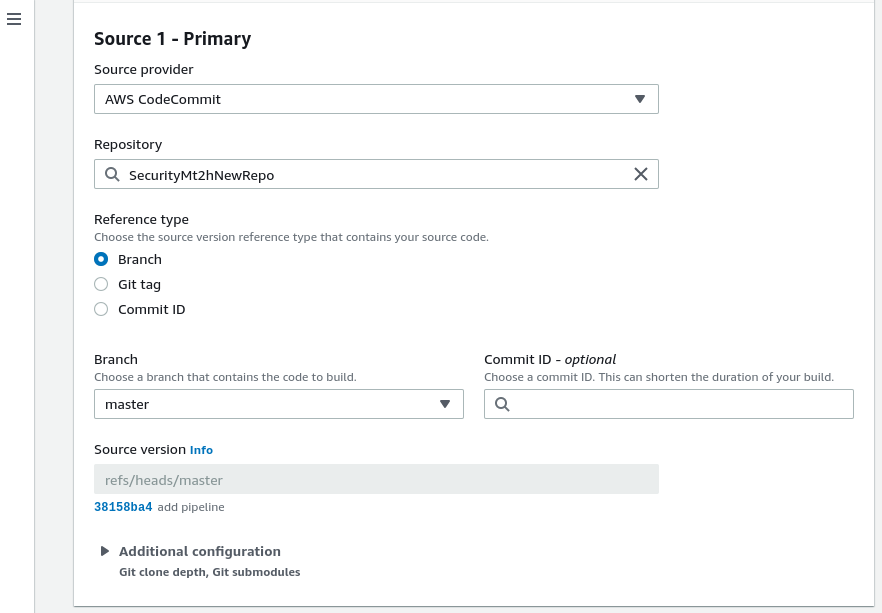 Source 1 - Primary
Source provider
AWS CodeCommit
Repository
SecurityMt2hNewRepo
Reference type
Choose the source version reference type that contains your source code.
Branch
Git tag
Commit ID
Branch
Choose a branch that contains the code to build.
master
Commit ID - optional
Choose a commit ID. This can shorten the duration of your build.
Source version Info
refs/heads/master
38158ba4 add pipeline
Additional configuration
Git clone depth, Git submodules